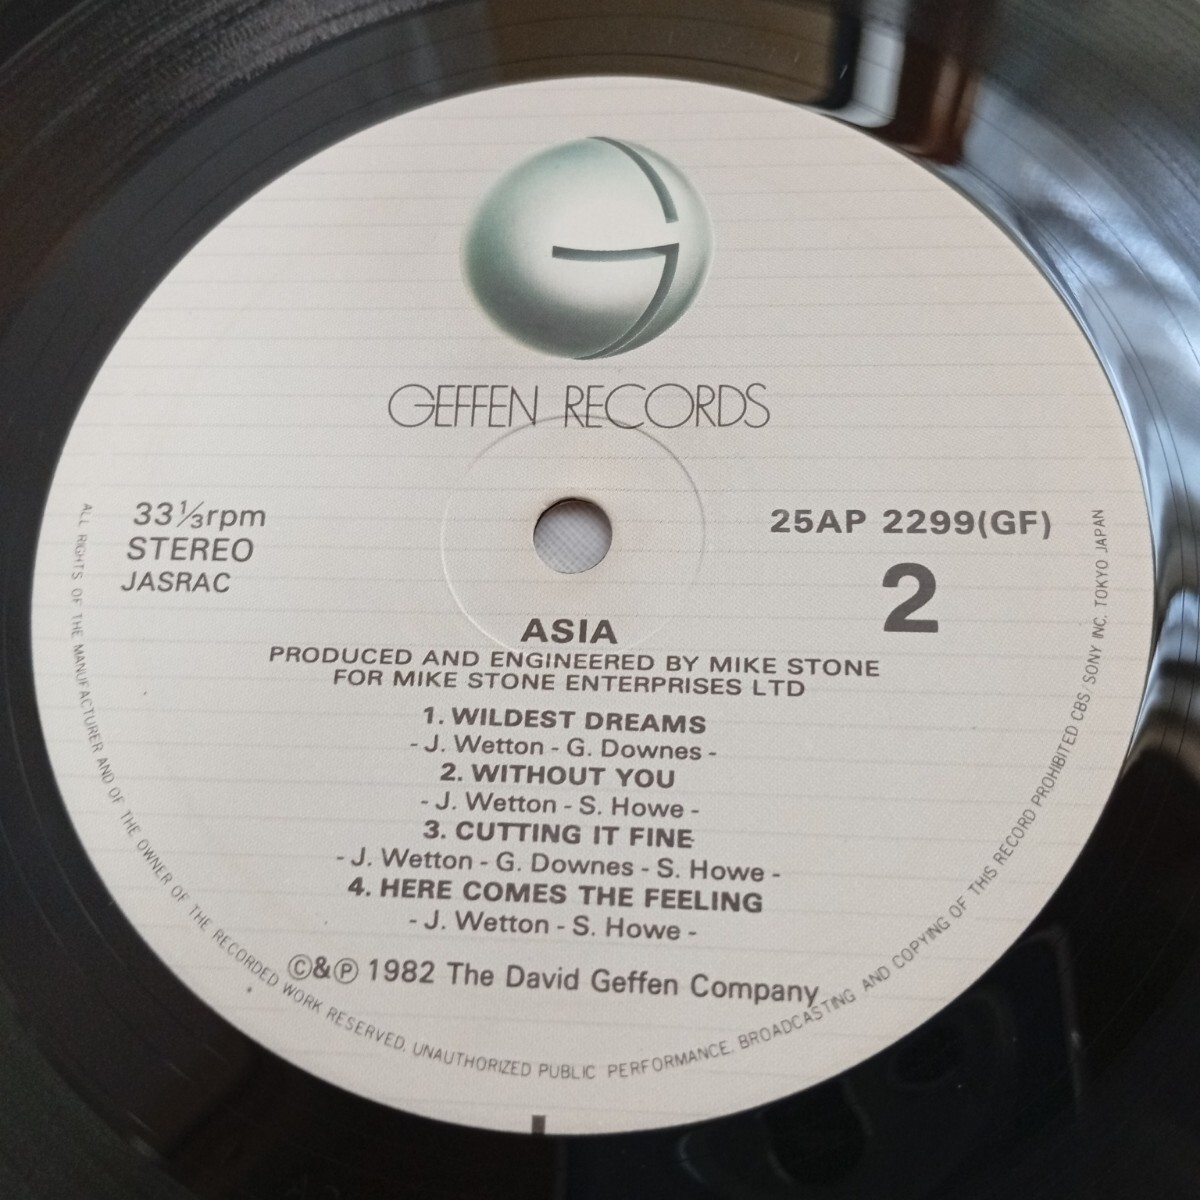 GEFFEN RECORDS
33⅓rpm
STEREO
JASRAC
25AP 2299(GF)
2
ASIA
PRODUCED AND ENGINEERED BY MIKE STONE
FOR MIKE STONE ENTERPRISES LTD
1. WILDEST DREAMS
- J. Wetton - G. Downes -
2. WITHOUT YOU
- J. Wetton - S. Howe -
3. CUTTING IT FINE
- J. Wetton - G. Downes - S. Howe -
4. HERE COMES THE FEELING
- J. Wetton - S. Howe -
©&℗ 1982 The David Geffen Company
ALL RIGHTS OF THE MANUFACTURER AND OF THE OWNER OF THE RECORDED WORK RESERVED. UNAUTHORIZED PUBLIC PERFORMANCE. BROADCASTING AND COPYING OF THIS RECORD PROHIBITED CBS/SONY INC. TOKYO JAPAN